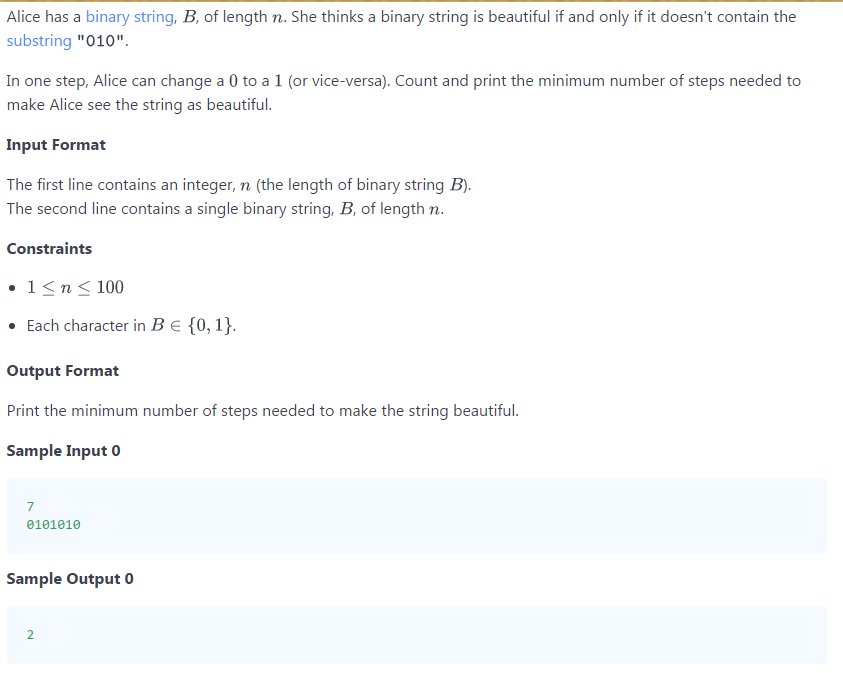 Alice has a binary string, B, of length n. She thinks a binary string is beautiful if and only if it doesn't contain the
substring "010".
In one step, Alice can change a 0 to a 1 (or vice-versa). Count and print the minimum number of steps needed to
make Alice see the string as beautiful.
Input Format
The first line contains an integer, n (the length of binary string B).
The second line contains a single binary string, B, of length n.
Constraints
• 1 ≤ n ≤ 100
• Each character in B ∈ {0, 1}.
Output Format
Print the minimum number of steps needed to make the string beautiful.
Sample Input 0
7
0101010
Sample Output 0
2